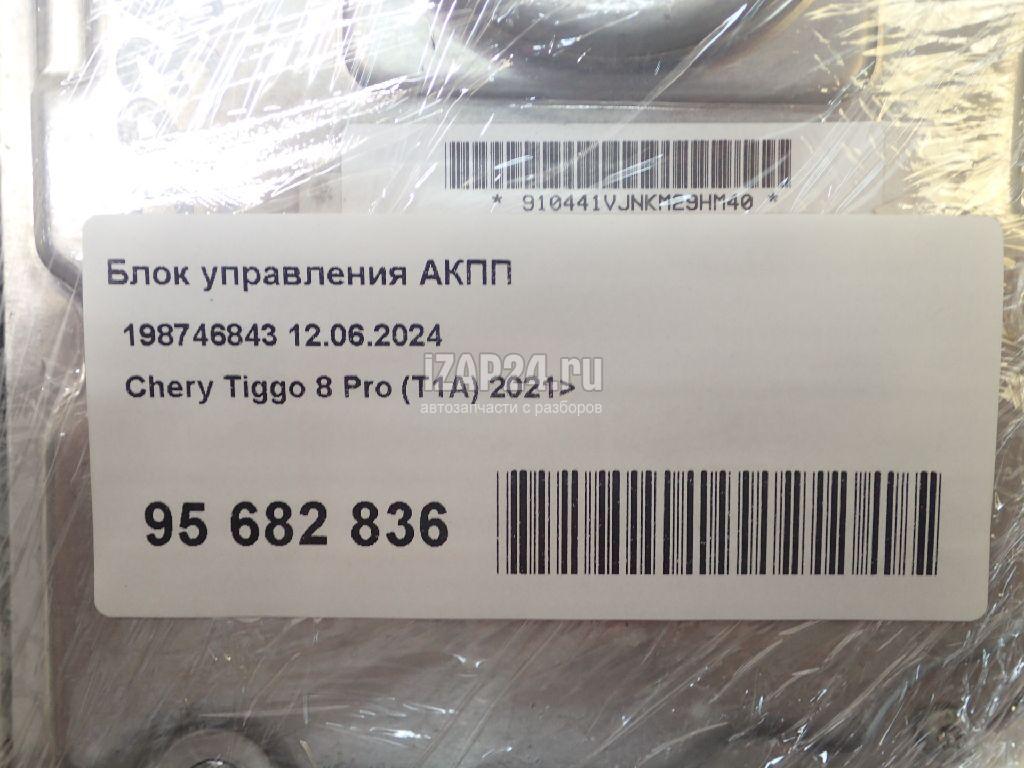 * 910441VJNKM29HM40 *
Блок управления АКПП
198746843 12.06.2024
iZAP24.ru
Chery Tiggo 8 Pro (T1A) 2021>
автозапчасти с разборов
95 682 836